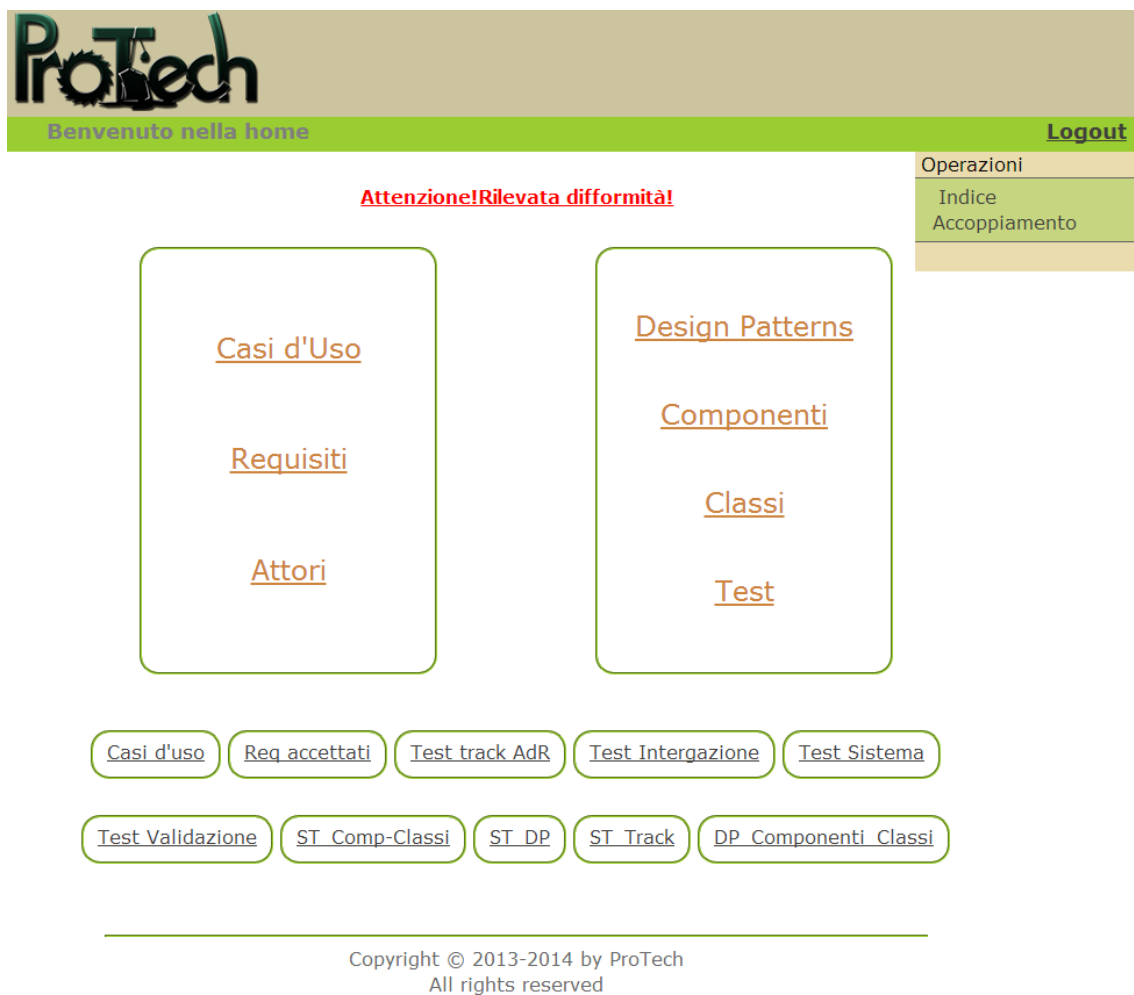 ProTech
Benvenuto nella home
Logout
Operazioni
Indice
Accoppiamento
Attenzione!Rilevata difformità!
Casi d'Uso
Requisiti
Attori
Design Patterns
Componenti
Classi
Test
Casi d'uso Req accettati Test track AdR Test Intergazione Test Sistema
Test Validazione ST_Comp-Classi ST_DP ST_Track DP_Componenti_Classi
Copyright © 2013-2014 by ProTech
All rights reserved